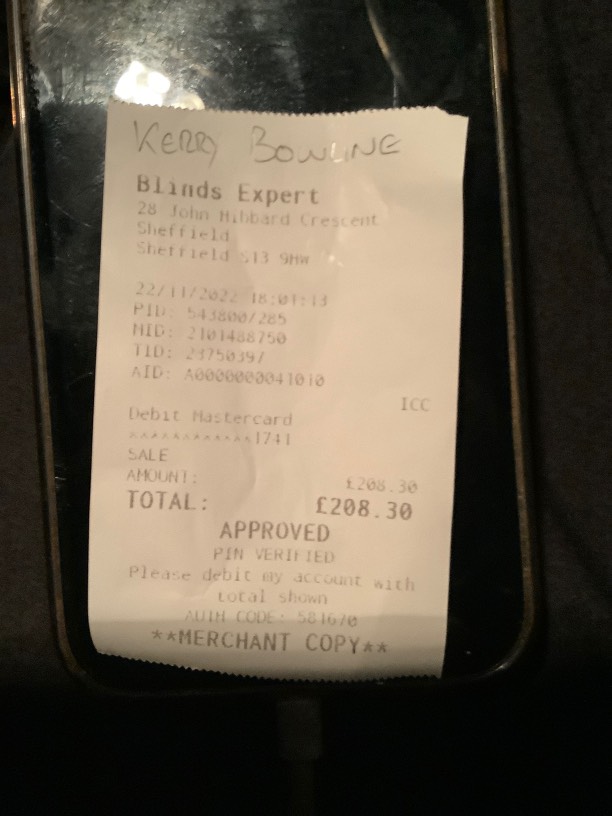 KERRY BOWLINE
Blinds Expert
28 John Hibbard Crescent
Sheffield
Sheffield S13 9HW
22/11/2022 18:01:13
PID: 543800/285
MID: 2101488750
TID: 23750397
AID: A0000000041010
ICC
Debit Mastercard
************1741
SALE
AMOUNT: £208.30
TOTAL: £208.30
APPROVED
PIN VERIFIED
Please debit my account with
total shown
AUTH CODE: 581670
**MERCHANT COPY**